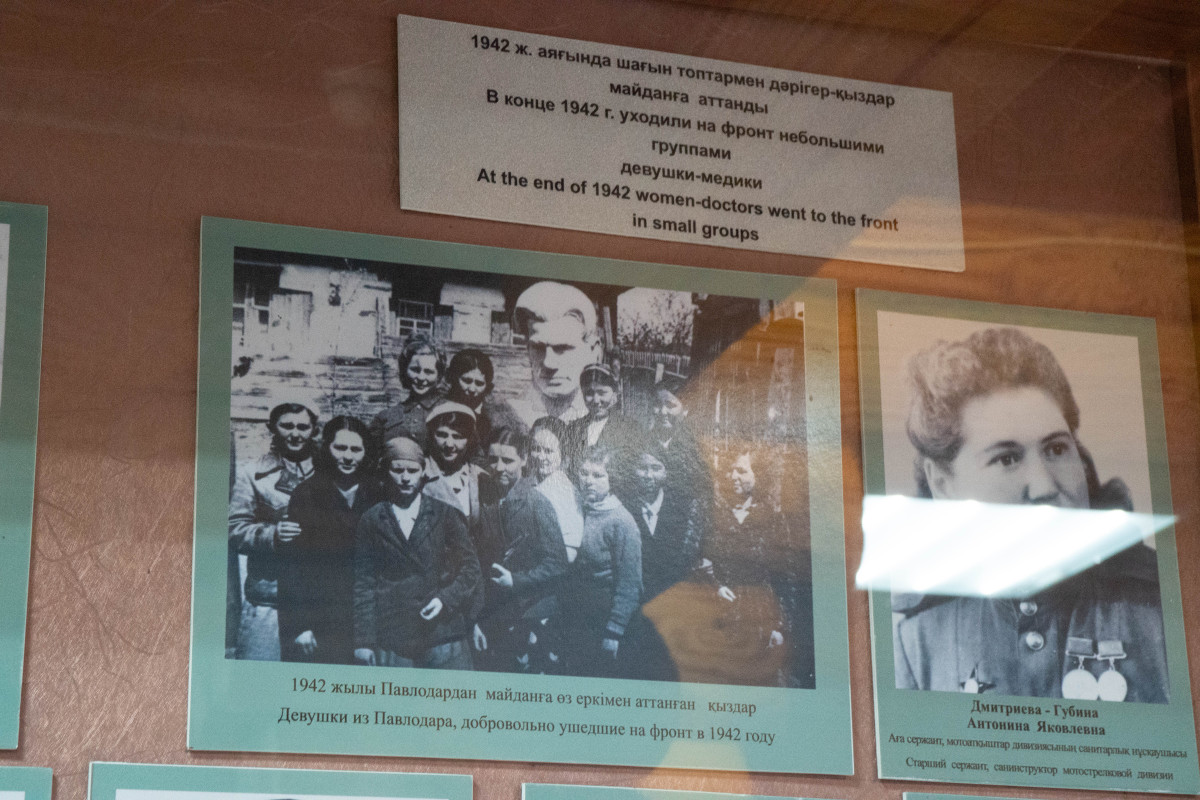 1942 ж. аяғында шағын топтармен дәрігер-қыздар
майданға аттанды
В конце 1942 г. уходили на фронт небольшими
группами
девушки-медики
At the end of 1942 women-doctors went to the front
in small groups
1942 жылы Павлодардан майданға өз еркімен аттанған қыздар
Девушки из Павлодара, добровольно ушедшие на фронт в 1942 году
Дмитриева - Губина
Антонина Яковлевна
Аға сержант, мотоатқыштар дивизиясының санитарлық нұсқаушысы
Старший сержант, санинструктор мотострелковой дивизии